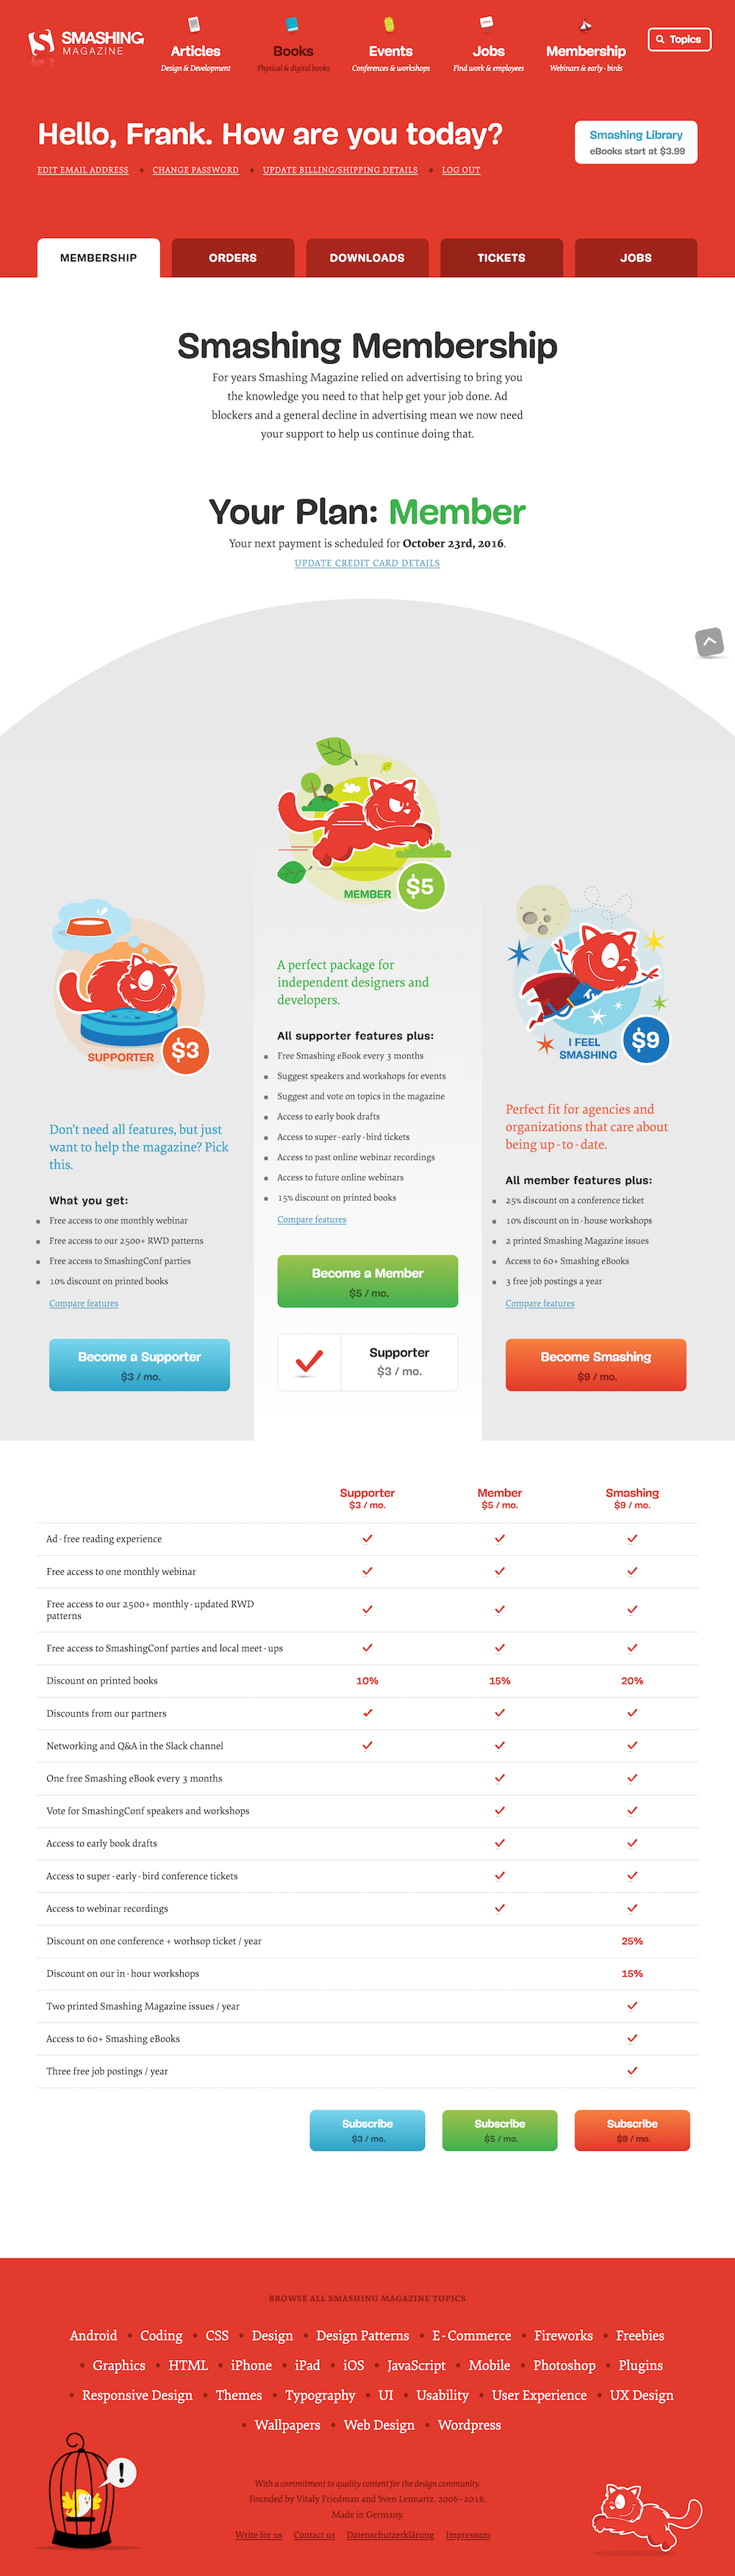 SMASHING
MAGAZINE
Articles
Design & Development
Books
Physical & digital books
Events
Conferences & workshops
Jobs
Find work & employees
Membership
Webinars & early-birds
Topics
Hello, Frank. How are you today?
EDIT EMAIL ADDRESS • CHANGE PASSWORD • UPDATE BILLING/SHIPPING DETAILS • LOG OUT
Smashing Library
eBooks start at $3.99
MEMBERSHIP
ORDERS
DOWNLOADS
TICKETS
JOBS
Smashing Membership
For years Smashing Magazine relied on advertising to bring you
the knowledge you need to that help get your job done. Ad
blockers and a general decline in advertising mean we now need
your support to help us continue doing that.
Your Plan: Member
Your next payment is scheduled for October 23rd, 2016.
UPDATE CREDIT CARD DETAILS
SUPPORTER $3
Don't need all features, but just
want to help the magazine? Pick
this.
What you get:
Free access to one monthly webinar
Free access to our 2500+ RWD patterns
Free access to SmashingConf parties
10% discount on printed books
Compare features
Become a Supporter
$3 / mo.
MEMBER $5
A perfect package for
independent designers and
developers.
All supporter features plus:
Free Smashing eBook every 3 months
Suggest speakers and workshops for events
Suggest and vote on topics in the magazine
Access to early book drafts
Access to super-early-bird tickets
Access to past online webinar recordings
Access to future online webinars
15% discount on printed books
Compare features
Become a Member
$5 / mo.
Supporter
$3 / mo.
I FEEL
SMASHING
$9
Perfect fit for agencies and
organizations that care about
being up-to-date.
All member features plus:
25% discount on a conference ticket
10% discount on in-house workshops
2 printed Smashing Magazine issues
Access to 60+ Smashing eBooks
3 free job postings a year
Compare features
Become Smashing
$9 / mo.
Supporter Member Smashing
$3 / mo. $5 / mo. $9 / mo.
Ad-free reading experience
Free access to one monthly webinar
Free access to our 2500+ monthly-updated RWD
patterns
Free access to SmashingConf parties and local meet-ups
Discount on printed books 10% 15% 20%
Discounts from our partners
Networking and Q&A in the Slack channel
One free Smashing eBook every 3 months
Vote for SmashingConf speakers and workshops
Access to early book drafts
Access to super-early-bird conference tickets
Access to webinar recordings
Discount on one conference + worhsop ticket / year 25%
Discount on our in-hour workshops 15%
Two printed Smashing Magazine issues / year
Access to 60+ Smashing eBooks
Three free job postings / year
Subscribe Subscribe Subscribe
$3 / mo. $5 / mo. $9 / mo.
BROWSE ALL SMASHING MAGAZINE TOPICS
Android • Coding • CSS • Design • Design Patterns • E-Commerce • Fireworks • Freebies
• Graphics • HTML • iPhone • iPad • iOS • JavaScript • Mobile • Photoshop • Plugins
• Responsive Design • Themes • Typography • UI • Usability • User Experience • UX Design
• Wallpapers • Web Design • Wordpress
!
With a commitment to quality content for the design community.
Founded by Vitaly Friedman and Sven Lennartz. 2006–2016.
Made in Germany.
Write for us Contact us Datenschutzerklärung Impressum